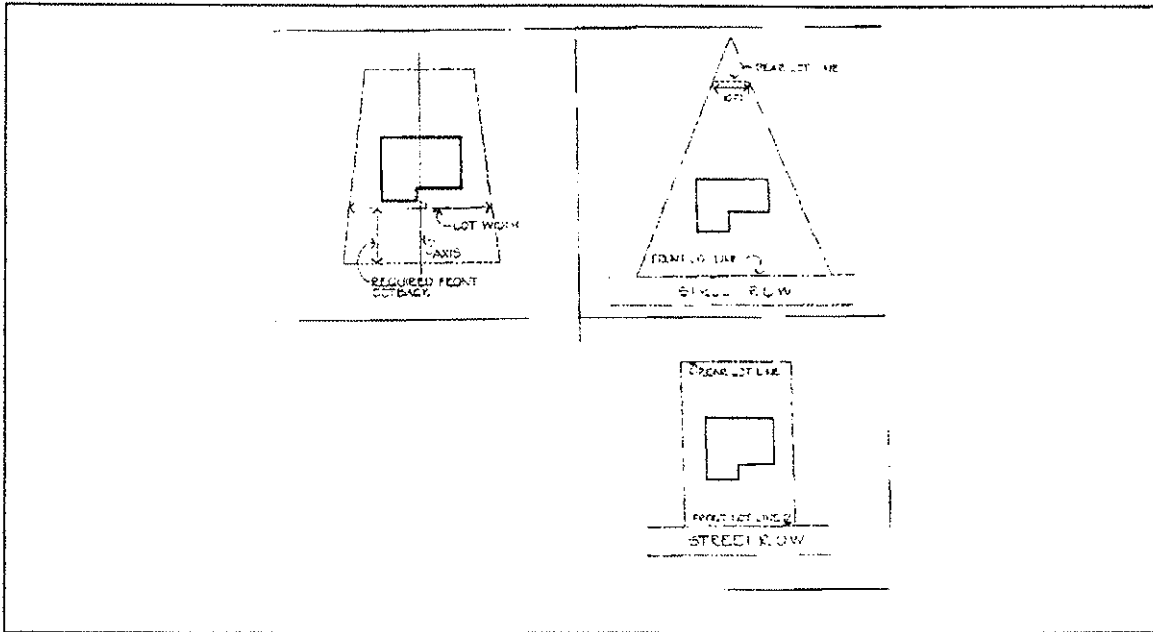 LOT WIDTH
AXIS
REQUIRED FRONT
SETBACK
REAR LOT LINE
10FT
FRONT LOT LINE
STREET R.O.W
REAR LOT LINE
FRONT LOT LINE
STREET R.O.W